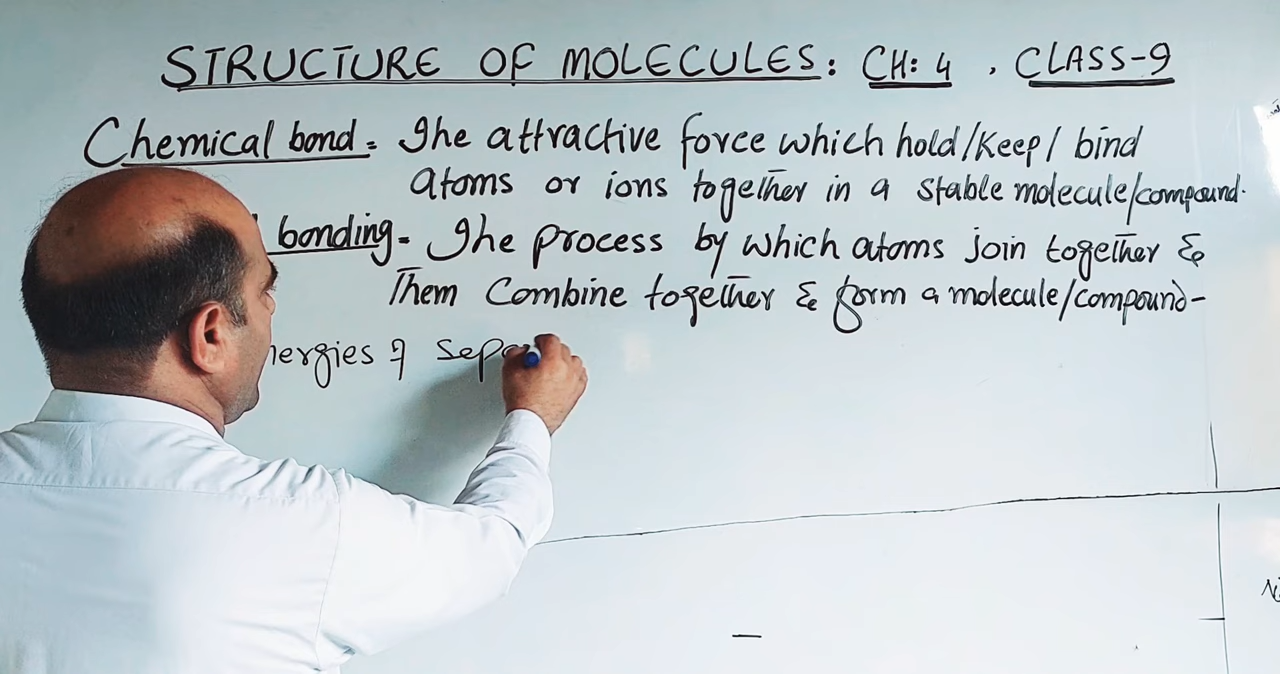 STRUCTURE OF MOLECULES: CH: 4 , CLASS-9
Chemical bond = The attractive force which hold/Keep/ bind
atoms or ions together in a stable molecule/compound.
bonding = The process by which atoms join together &
Them Combine together & form a molecule/compound-
nergies of sep